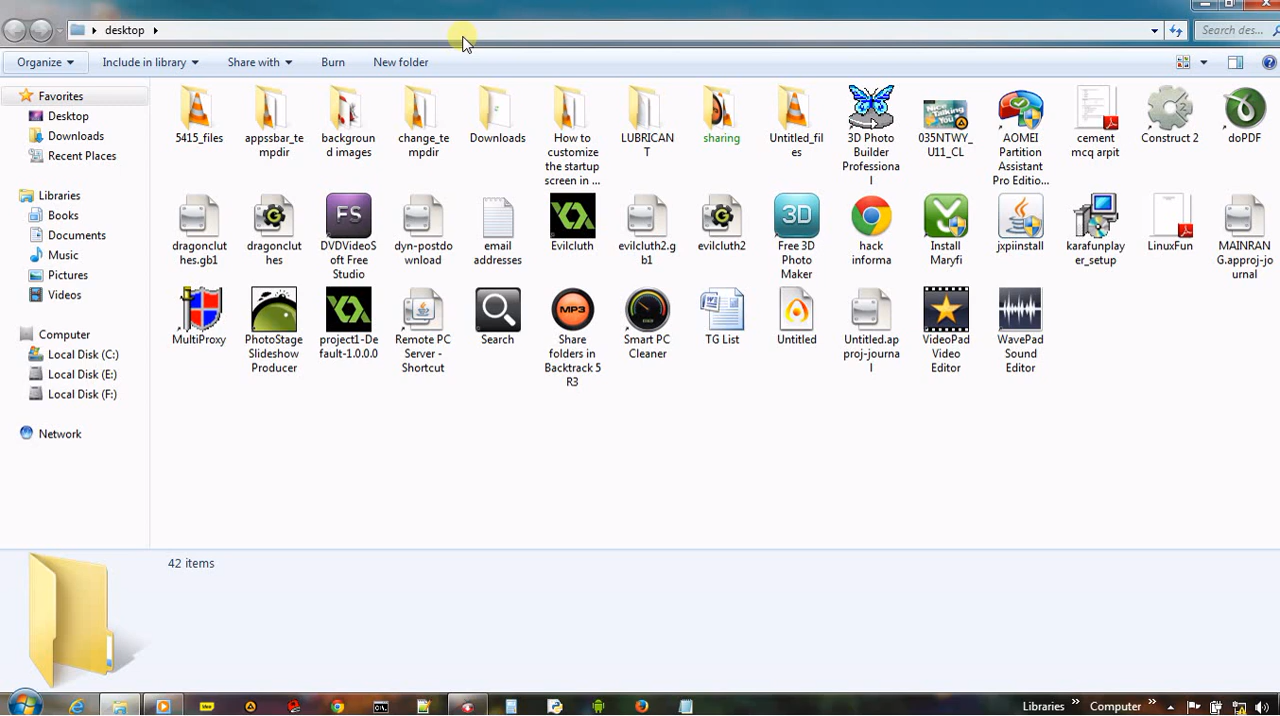 desktop
Search des...
Organize
Include in library
Share with
Burn
New folder
Favorites
Desktop
Downloads
Recent Places
Libraries
Books
Documents
Music
Pictures
Videos
Computer
Local Disk (C:)
Local Disk (E:)
Local Disk (F:)
Network
5415_files
appssbar_te
mpdir
backgroun
d images
change_te
mpdir
Downloads
How to
customize
the startup
screen in ...
LUBRICAN
T
sharing
Untitled_fil
es
3D Photo
Builder
Professiona
l
035NTWY_
U11_CL
AOMEI
Partition
Assistant
Pro Editio...
cement
mcq arpit
Construct 2
doPDF
dragonclut
hes.gb1
dragonclut
hes
FS
DVDVideoS
oft Free
Studio
dyn-postdo
wnload
email
addresses
Evilcluth
evilcluth2.g
b1
evilcluth2
3D
Free 3D
Photo
Maker
hack
informa
Install
Maryfi
jxpiinstall
karafunplay
er_setup
LinuxFun
MAINRAN
G.approj-jo
urnal
MultiProxy
PhotoStage
Slideshow
Producer
project1-De
fault-1.0.0.0
Remote PC
Server -
Shortcut
Search
MP3
Share
folders in
Backtrack 5
R3
Smart PC
Cleaner
TG List
Untitled
Untitled.ap
proj-journa
l
VideoPad
Video
Editor
WavePad
Sound
Editor
42 items
Libraries
Computer